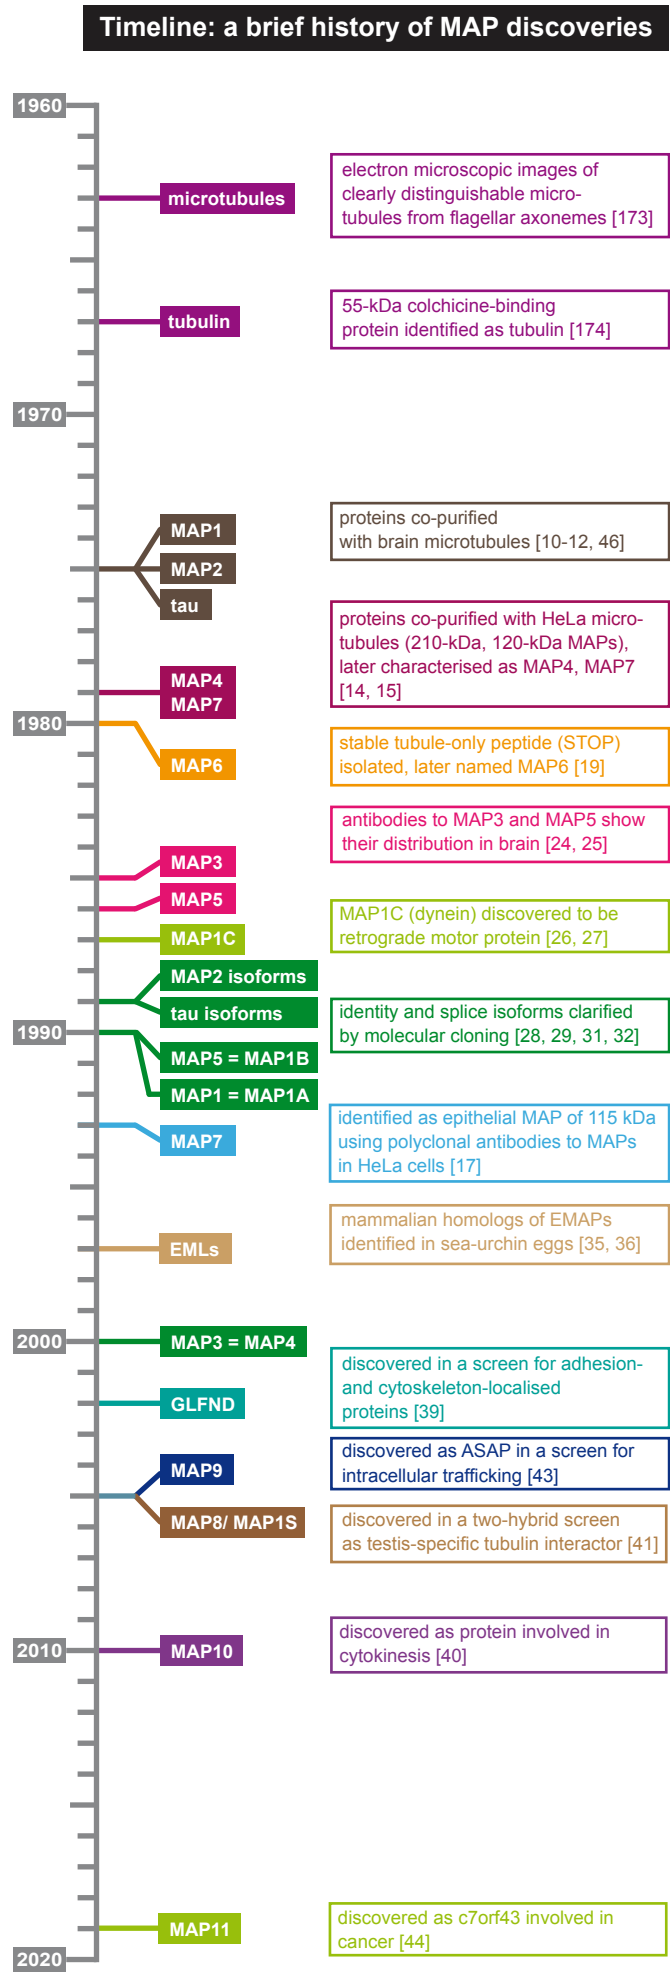 Timeline: a brief history of MAP discoveries
1960
microtubules
electron microscopic images of
clearly distinguishable micro-
tubules from flagellar axonemes [173]
tubulin
55-kDa colchicine-binding
protein identified as tubulin [174]
1970
MAP1
MAP2
tau
proteins co-purified
with brain microtubules [10-12, 46]
MAP4
MAP7
proteins co-purified with HeLa micro-
tubules (210-kDa, 120-kDa MAPs),
later characterised as MAP4, MAP7
[14, 15]
1980
MAP6
stable tubule-only peptide (STOP)
isolated, later named MAP6 [19]
MAP3
MAP5
antibodies to MAP3 and MAP5 show
their distribution in brain [24, 25]
MAP1C
MAP1C (dynein) discovered to be
retrograde motor protein [26, 27]
MAP2 isoforms
tau isoforms
identity and splice isoforms clarified
by molecular cloning [28, 29, 31, 32]
1990
MAP5 = MAP1B
MAP1 = MAP1A
MAP7
identified as epithelial MAP of 115 kDa
using polyclonal antibodies to MAPs
in HeLa cells [17]
EMLs
mammalian homologs of EMAPs
identified in sea-urchin eggs [35, 36]
2000
MAP3 = MAP4
GLFND
discovered in a screen for adhesion-
and cytoskeleton-localised
proteins [39]
MAP9
discovered as ASAP in a screen for
intracellular trafficking [43]
MAP8/ MAP1S
discovered in a two-hybrid screen
as testis-specific tubulin interactor [41]
2010
MAP10
discovered as protein involved in
cytokinesis [40]
MAP11
discovered as c7orf43 involved in
cancer [44]
2020